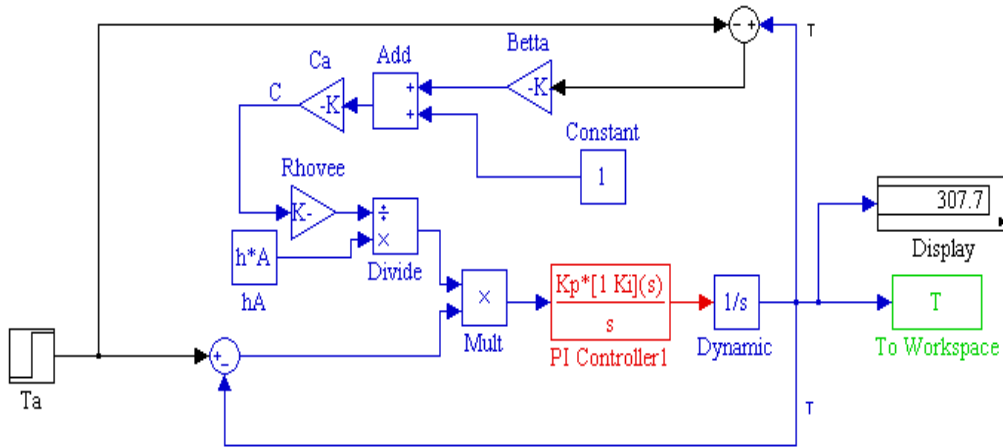 T
- +
Betta
-K
Add
+
+
Ca
-K
C
Constant
1
Rhovee
K-
÷
×
Divide
h*A
hA
307.7
Display
×
Mult
Kp*[1 Ki](s)
s
PI Controller1
1/s
Dynamic
T
To Workspace
+
-
Ta
T